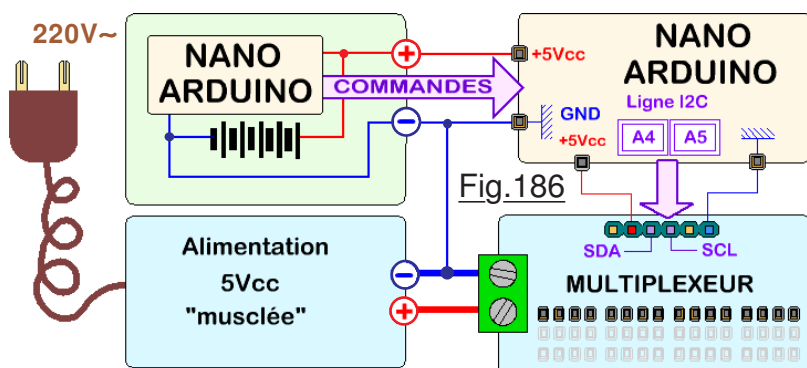 220V~
NANO
ARDUINO
+
COMMANDES
−
+5Vcc
GND
NANO
ARDUINO
Ligne I2C
+5Vcc
A4
A5
Fig.186
Alimentation
5Vcc
"musclée"
−
+
SDA
SCL
MULTIPLEXEUR